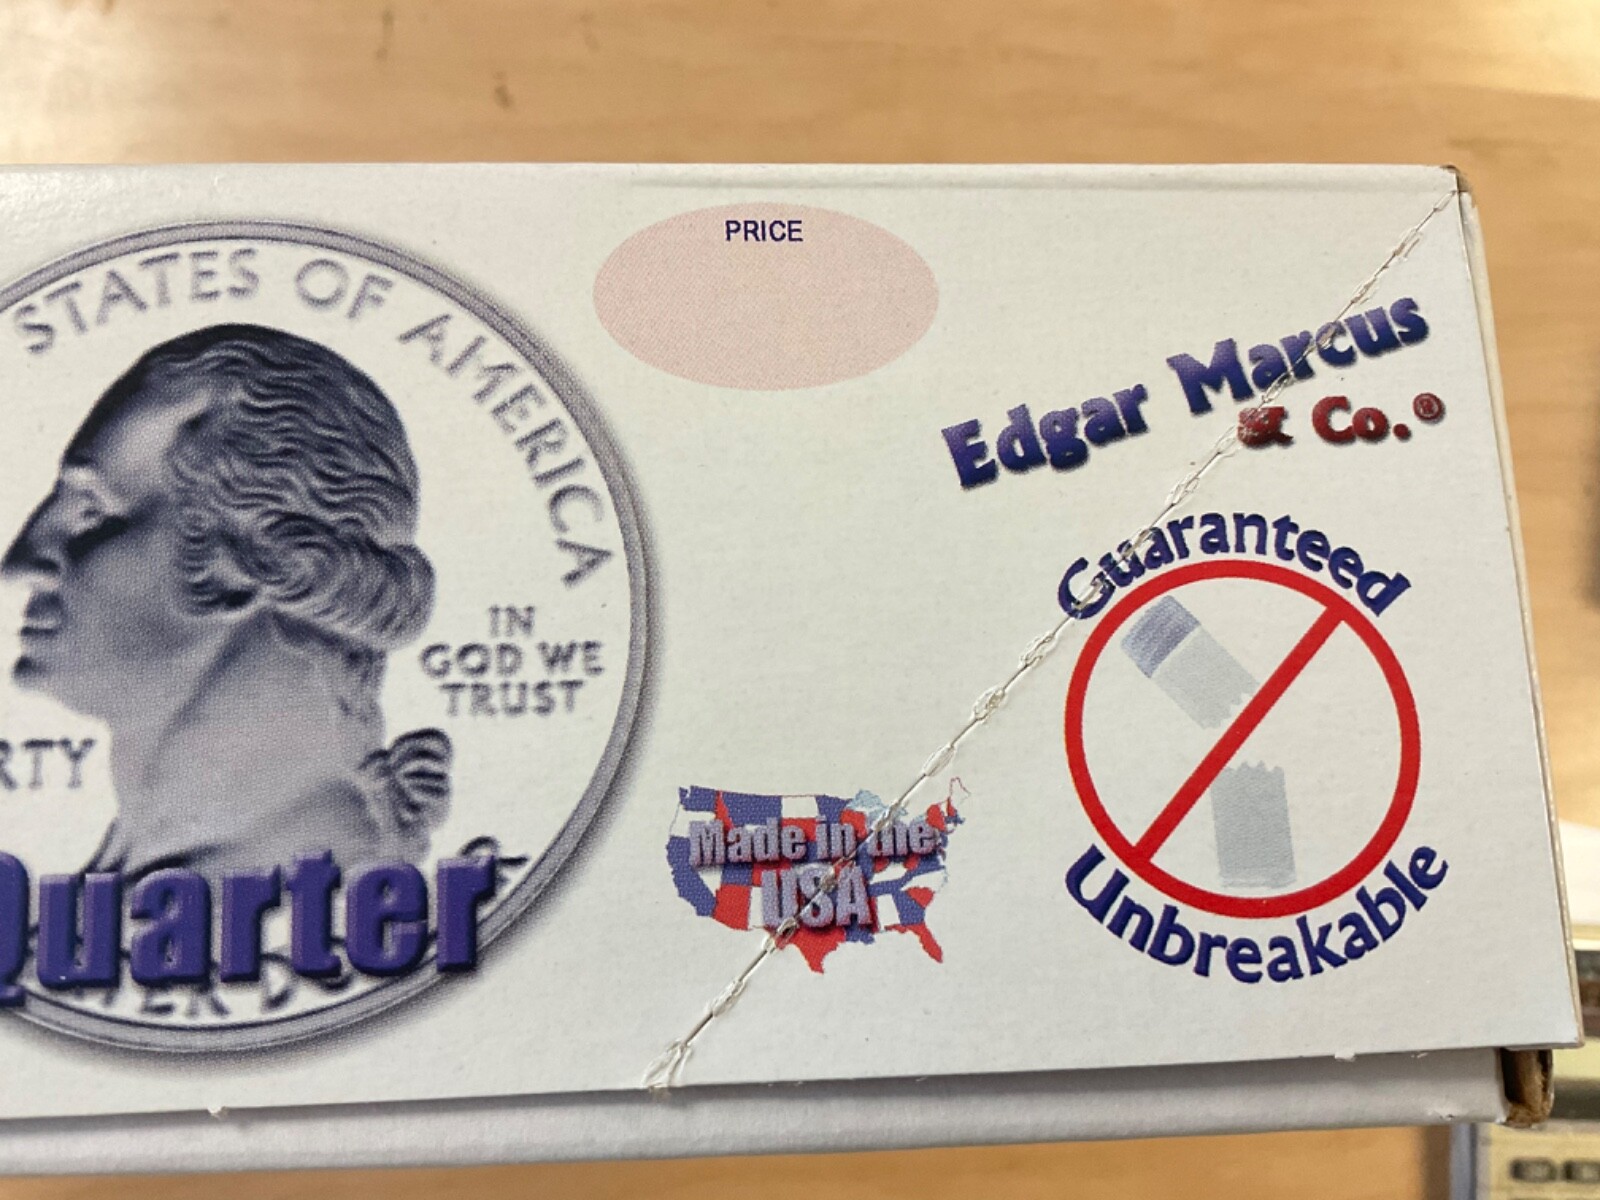 STATES OF AMERICA
IN
GOD WE
TRUST
RTY
Quarter
PRICE
Edgar Marcus
& Co.®
Guaranteed
Unbreakable
Made in the
USA